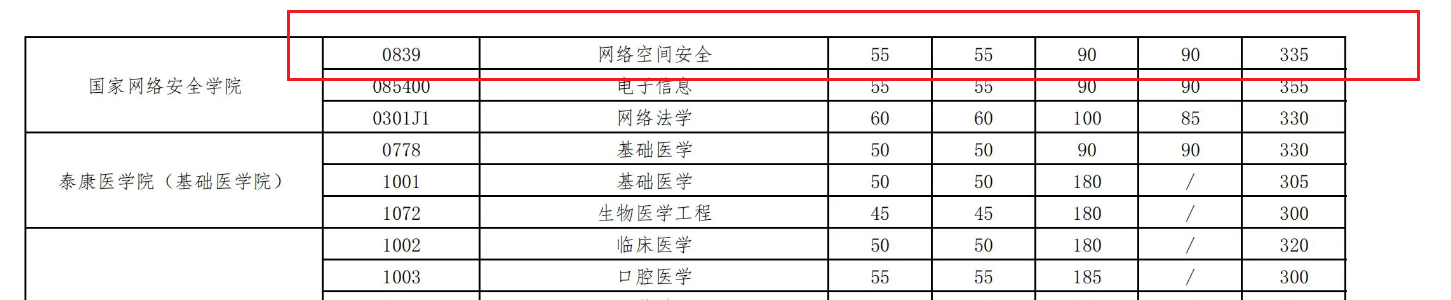 国家网络安全学院
0839 网络空间安全 55 55 90 90 335
085400 电子信息 55 55 90 90 355
0301J1 网络法学 60 60 100 85 330
泰康医学院（基础医学院）
0778 基础医学 50 50 90 90 330
1001 基础医学 50 50 180 / 305
1072 生物医学工程 45 45 180 / 300
1002 临床医学 50 50 180 / 320
1003 口腔医学 55 55 185 / 300